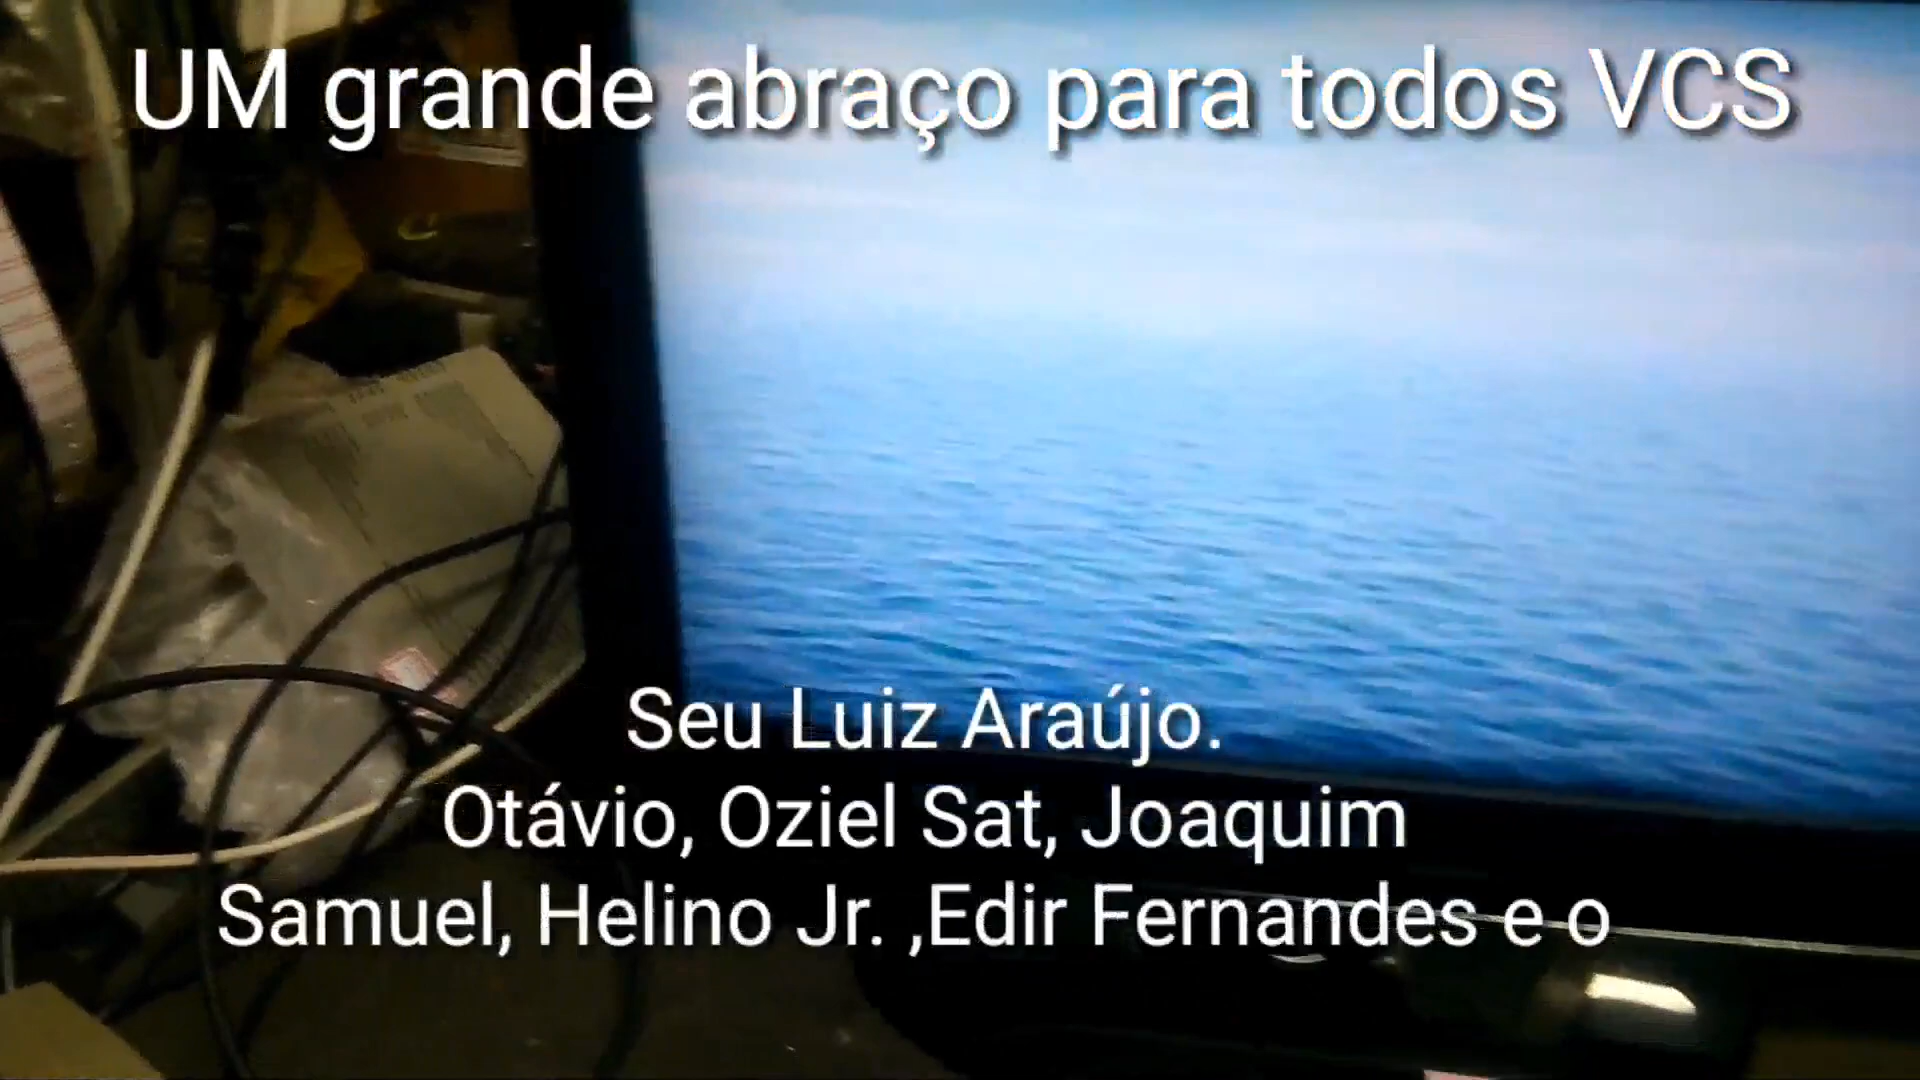 UM grande abraço para todos VCS
Seu Luiz Araújo.
Otávio, Oziel Sat, Joaquim
Samuel, Helino Jr. ,Edir Fernandes e o